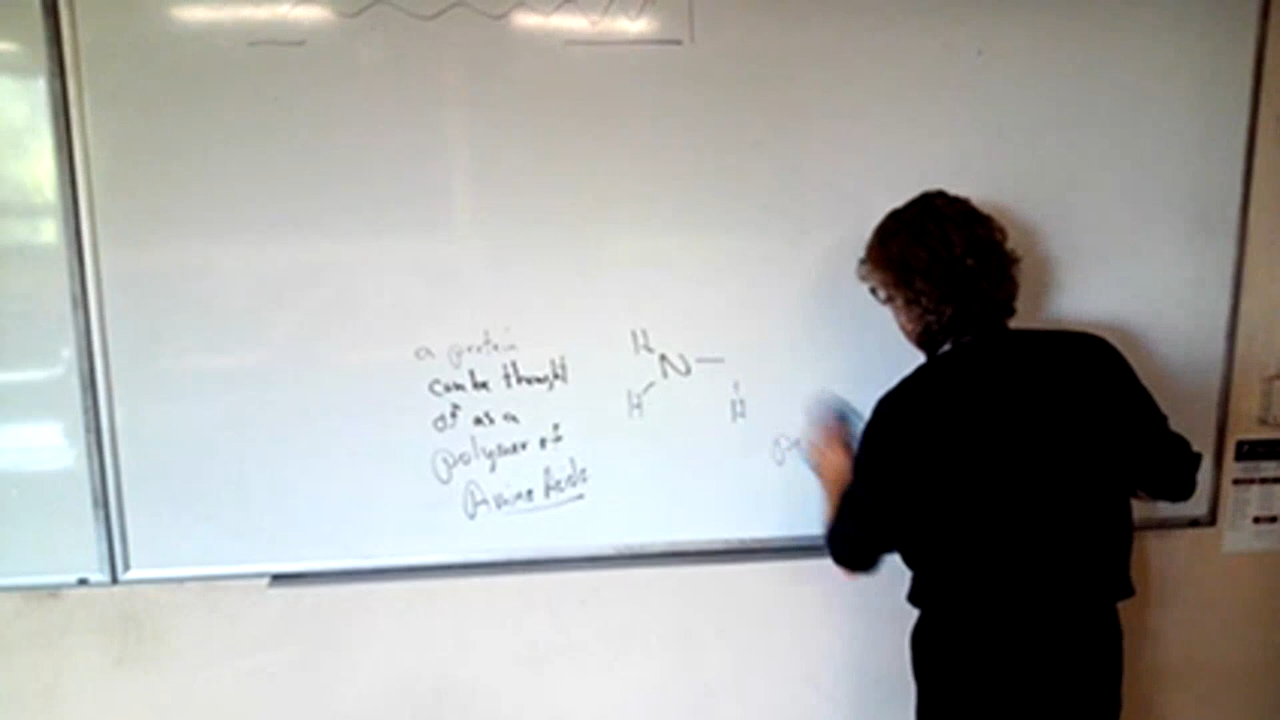 a protein
can be thought
of as a
polymer of
Amino Acids
H
N —
H
H